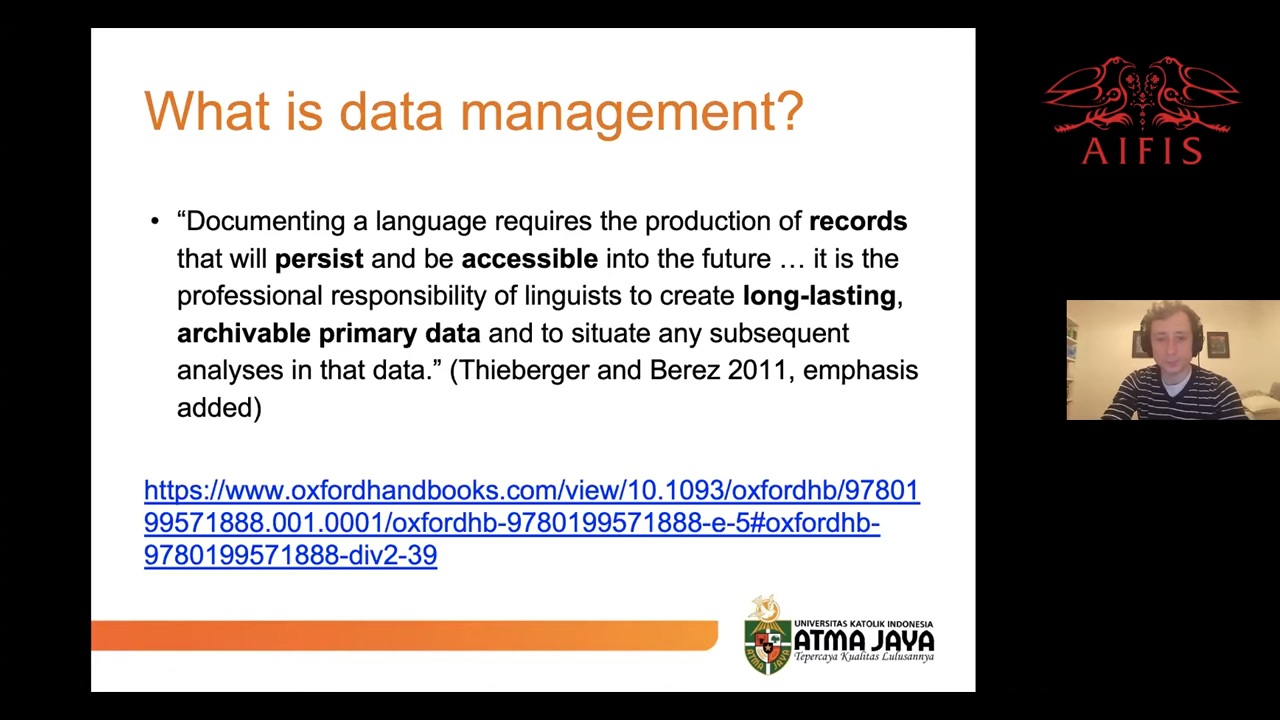 What is data management?
• “Documenting a language requires the production of records
that will persist and be accessible into the future … it is the
professional responsibility of linguists to create long-lasting,
archivable primary data and to situate any subsequent
analyses in that data.” (Thieberger and Berez 2011, emphasis
added)
https://www.oxfordhandbooks.com/view/10.1093/oxfordhb/97801
99571888.001.0001/oxfordhb-9780199571888-e-5#oxfordhb-
9780199571888-div2-39
UNIVERSITAS KATOLIK INDONESIA
ATMA JAYA
Tepercaya Kualitas Lulusannya
ATMA JAYA
AIFIS